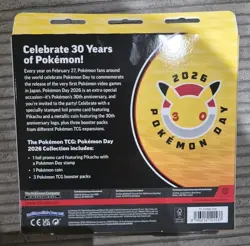 Celebrate 30 Years
of Pokémon!
Every year on February 27, Pokémon fans around
the world celebrate Pokémon Day to commemorate
the release of the very first Pokémon video games
in Japan. Pokémon Day 2026 is an extra special
occasion—it's Pokémon's 30th anniversary, and
you're invited to the party! Celebrate with a
specially stamped foil promo card featuring
Pikachu and a metallic coin featuring the 30th
anniversary logo, plus three booster packs
from different Pokémon TCG expansions.
The Pokémon TCG: Pokémon Day
2026 Collection includes:
• 1 foil promo card featuring Pikachu with
a Pokémon Day stamp
• 1 Pokémon coin
• 3 Pokémon TCG booster packs
2026
30
POKÉMON DAY